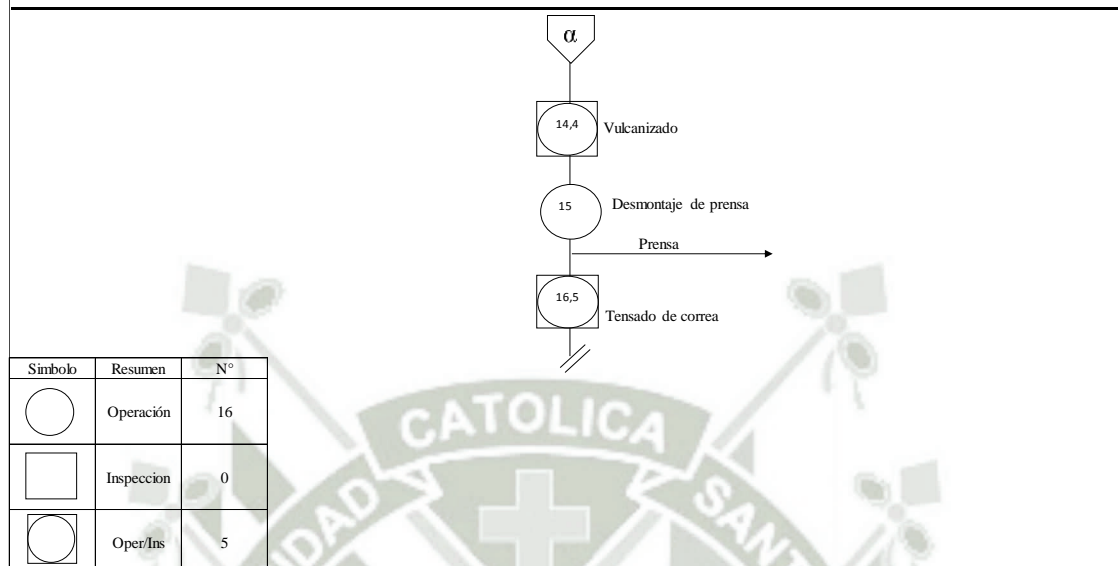 α
14,4
Vulcanizado
15
Desmontaje de prensa
Prensa
16,5
Tensado de correa
Simbolo Resumen N°
Operación 16
Inspeccion 0
Oper/Ins 5
CATOLICA